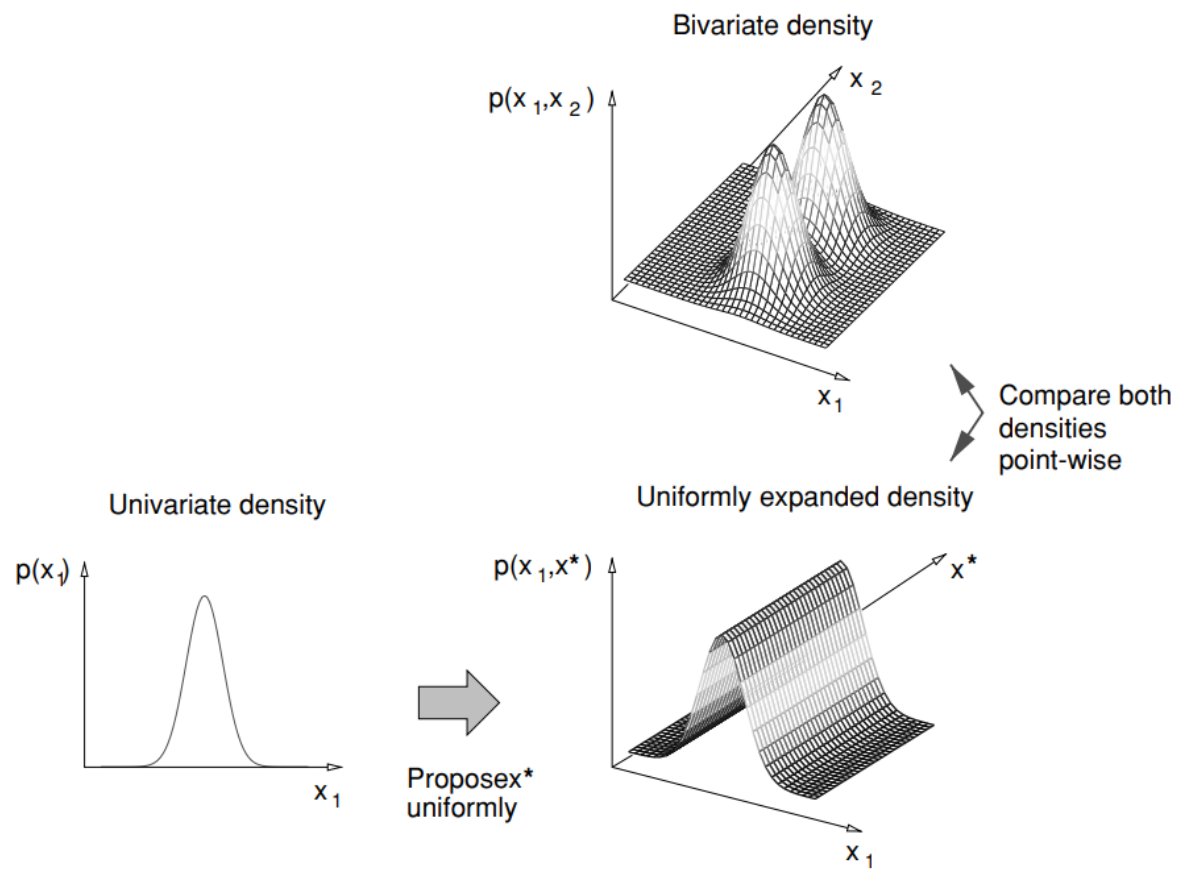 Bivariate density
p(x 1,x 2)
x 2
x 1
Compare both
densities
point-wise
Univariate density
Uniformly expanded density
p(x1)
p(x 1,x*)
x*
Proposex*
uniformly
x 1
x 1